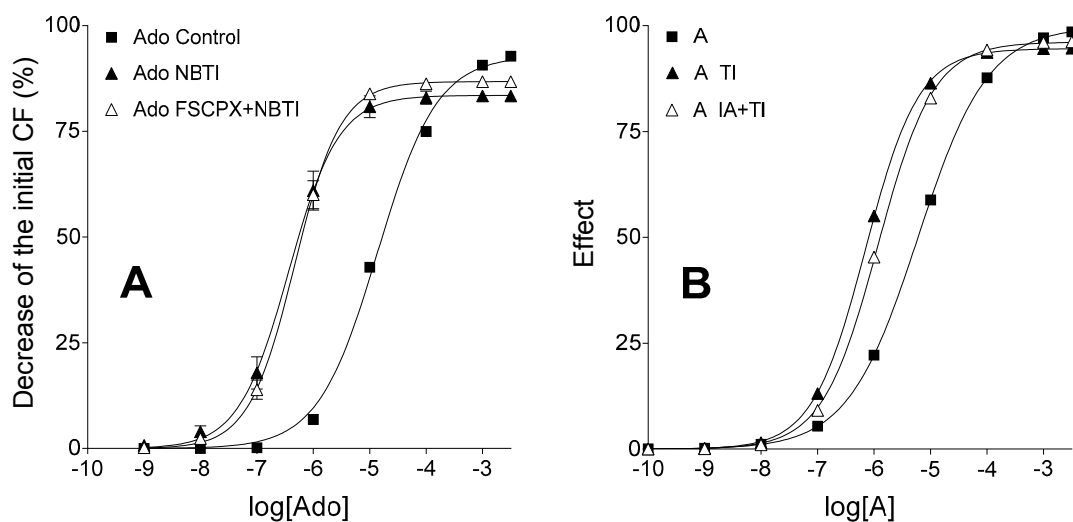 100
75
50
25
0
Decrease of the initial CF (%)
Ado Control
Ado NBTI
Ado FSCPX+NBTI
A
-10 -9 -8 -7 -6 -5 -4 -3
log[Ado]
100
75
50
25
0
Effect
A
A TI
A IA+TI
B
-10 -9 -8 -7 -6 -5 -4 -3
log[A]